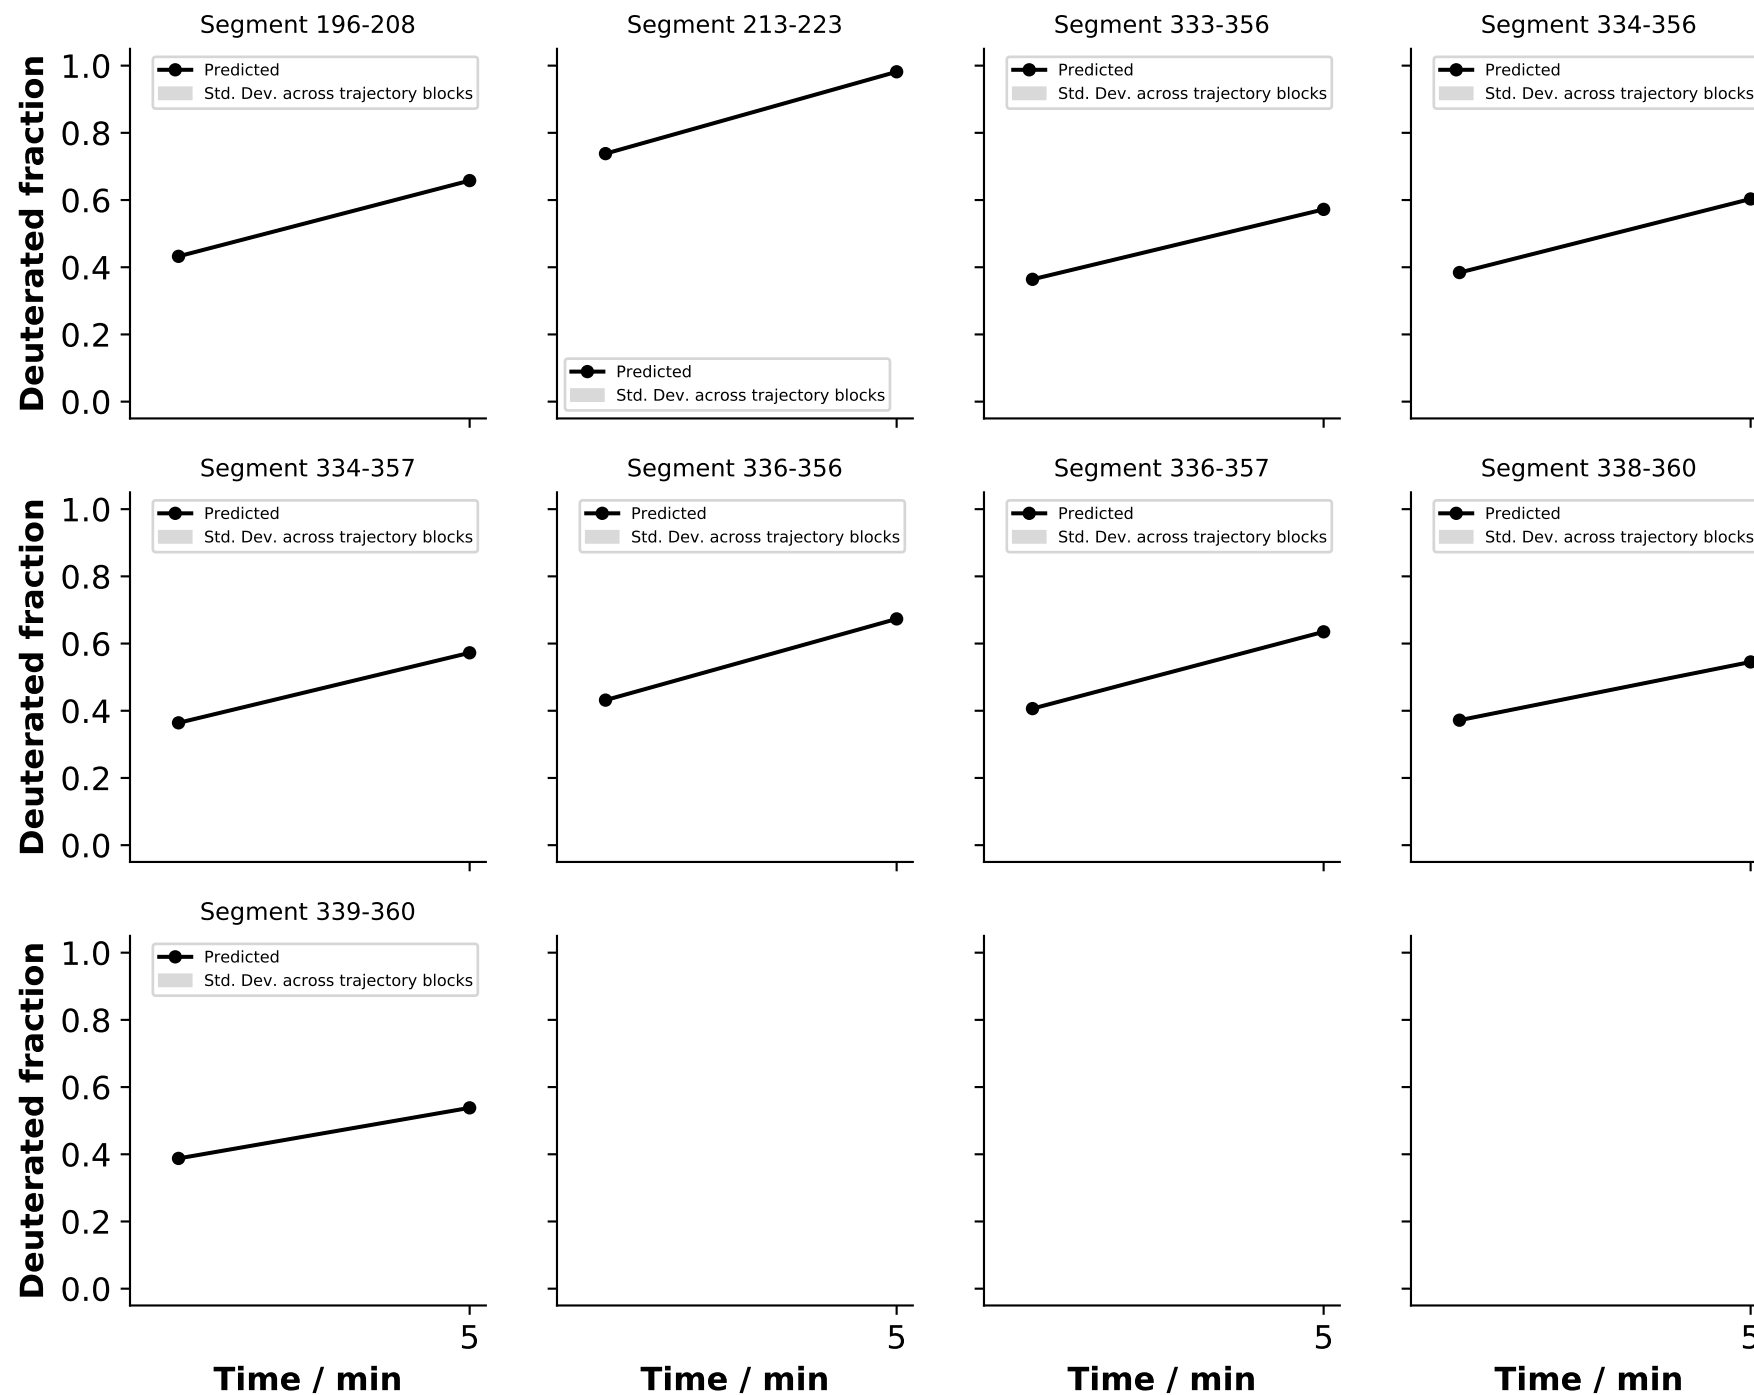 Segment 196-208
Segment 213-223
Segment 333-356
Segment 334-356
Deuterated fraction
1.0
0.8
0.6
0.4
0.2
0.0
Predicted
Std. Dev. across trajectory blocks
Predicted
Std. Dev. across trajectory blocks
Predicted
Std. Dev. across trajectory blocks
Predicted
Std. Dev. across trajectory blocks
Segment 334-357
Segment 336-356
Segment 336-357
Segment 338-360
Deuterated fraction
1.0
0.8
0.6
0.4
0.2
0.0
Predicted
Std. Dev. across trajectory blocks
Predicted
Std. Dev. across trajectory blocks
Predicted
Std. Dev. across trajectory blocks
Predicted
Std. Dev. across trajectory blocks
Segment 339-360
Deuterated fraction
1.0
0.8
0.6
0.4
0.2
0.0
Predicted
Std. Dev. across trajectory blocks
5
5
5
5
Time / min
Time / min
Time / min
Time / min